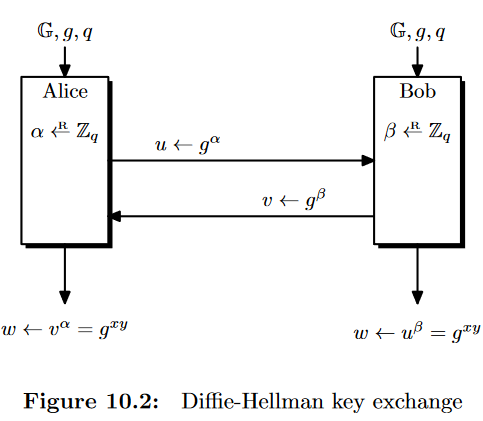 𝔾, g, q
𝔾, g, q
Alice
Bob
α ←ᴿ ℤ_q
β ←ᴿ ℤ_q
u ← g^α
v ← g^β
w ← v^α = g^{xy}
w ← u^β = g^{xy}
Figure 10.2: Diffie-Hellman key exchange